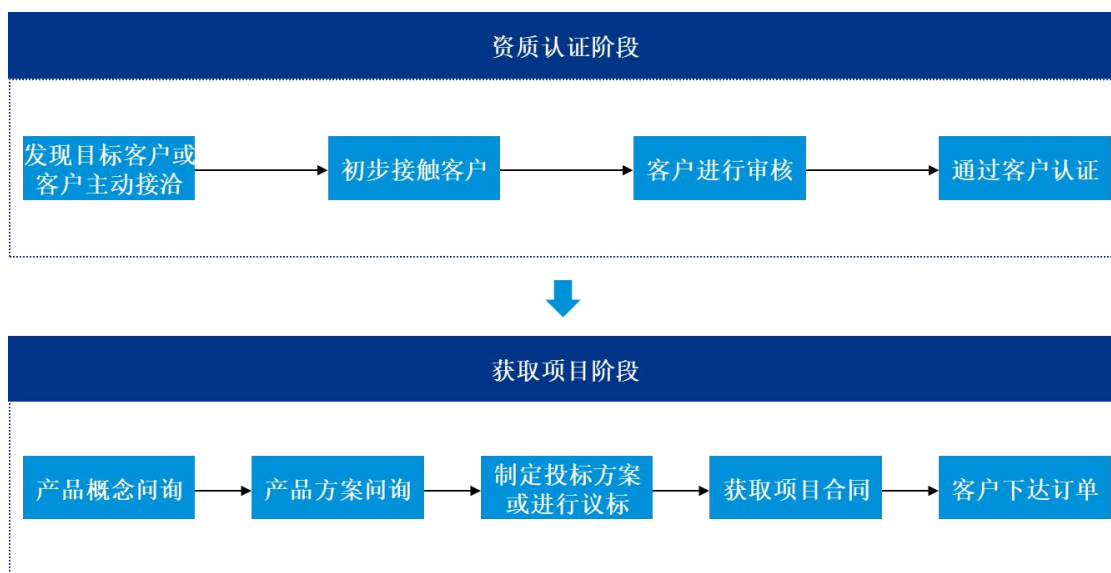 资质认证阶段
发现目标客户或
客户主动接洽
初步接触客户
客户进行审核
通过客户认证
获取项目阶段
产品概念问询
产品方案问询
制定投标方案
或进行议标
获取项目合同
客户下达订单